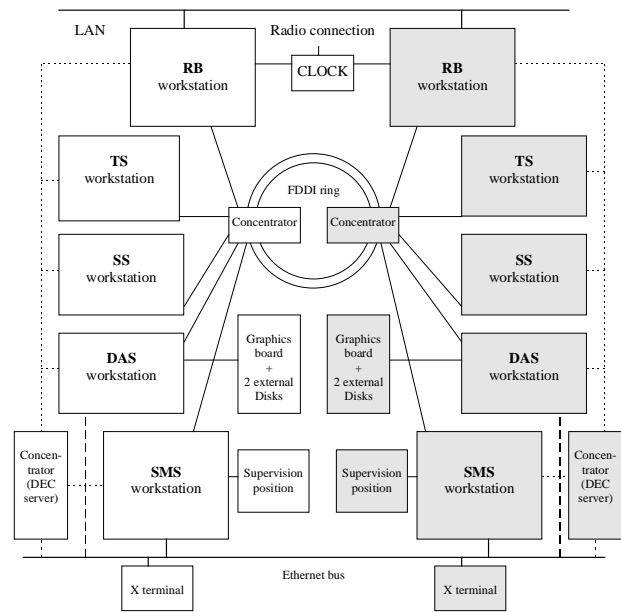 LAN
Radio connection
RB
workstation
CLOCK
RB
workstation
TS
workstation
TS
workstation
FDDI ring
Concentrator
Concentrator
SS
workstation
SS
workstation
DAS
workstation
Graphics
board
+
2 external
Disks
Graphics
board
+
2 external
Disks
DAS
workstation
Concen-
trator
(DEC
server)
SMS
workstation
Supervision
position
Supervision
position
SMS
workstation
Concen-
trator
(DEC
server)
Ethernet bus
X terminal
X terminal